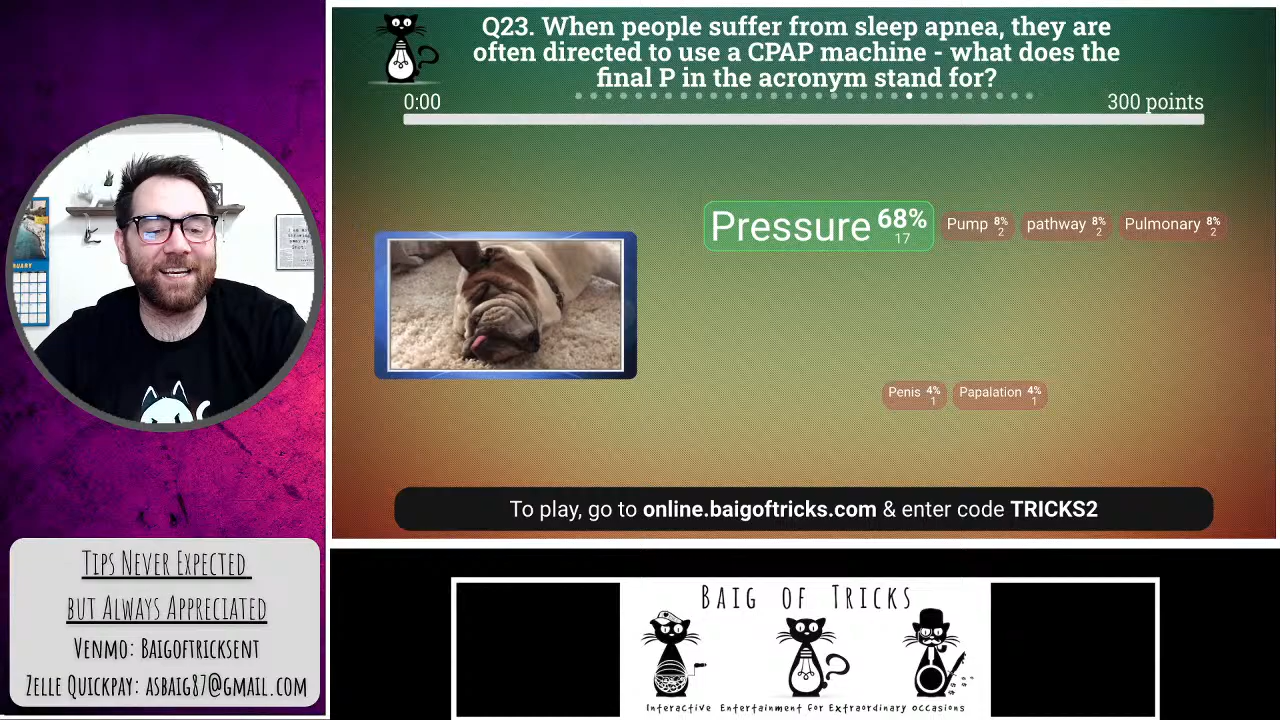 Q23. When people suffer from sleep apnea, they are
often directed to use a CPAP machine - what does the
final P in the acronym stand for?
0:00
300 points
Pressure 68% 17
Pump 8% 2
pathway 8% 2
Pulmonary 8% 2
Penis 4% 1
Papalation 4% 1
To play, go to online.baigoftricks.com & enter code TRICKS2
Tips Never Expected
but Always Appreciated
Venmo: Baigoftricksent
Zelle Quickpay: asbaig87@gmail.com
Baig of Tricks
Interactive Entertainment for Extraordinary Occasions